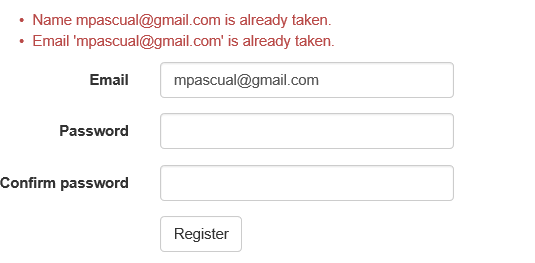 • Name mpascual@gmail.com is already taken.
• Email 'mpascual@gmail.com' is already taken.
Email mpascual@gmail.com
Password
Confirm password
Register